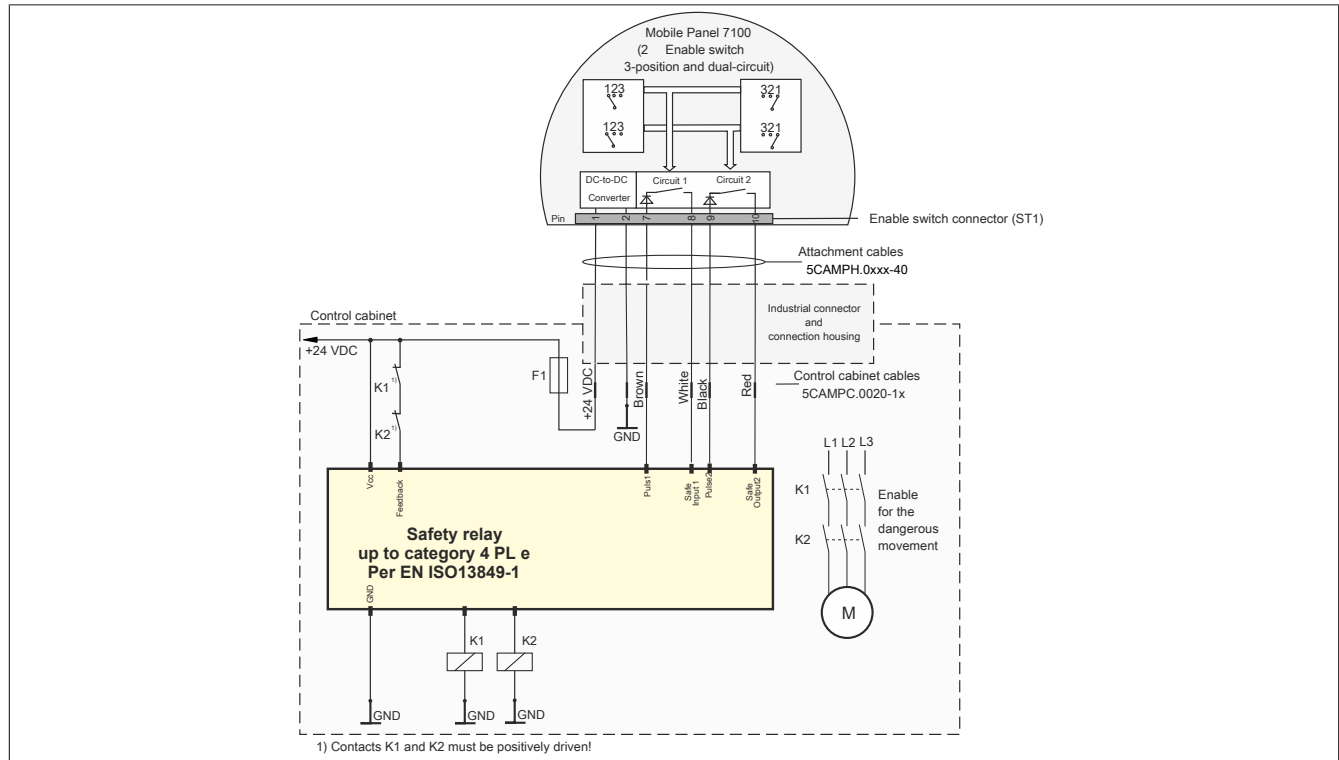 Mobile Panel 7100
(2 Enable switch
3-position and dual-circuit)
123
321
123
321
DC-to-DC
Converter
Circuit 1
Circuit 2
Pin
1
2
7
8
9
10
Enable switch connector (ST1)
Attachment cables
5CAMPH.0xxx-40
Industrial connector
and
connection housing
Control cabinet
+24 VDC
K1 1)
K2 1)
F1
+24 VDC
GND
Brown
White
Black
Red
Control cabinet cables
5CAMPC.0020-1x
Vcc
Feedback
Puls1
Safe
Input 1
Pulse2
Safe
Output2
Safety relay
up to category 4 PL e
Per EN ISO13849-1
GND
K1
K2
GND
GND
GND
L1 L2 L3
K1
K2
Enable
for the
dangerous
movement
M
1) Contacts K1 and K2 must be positively driven!